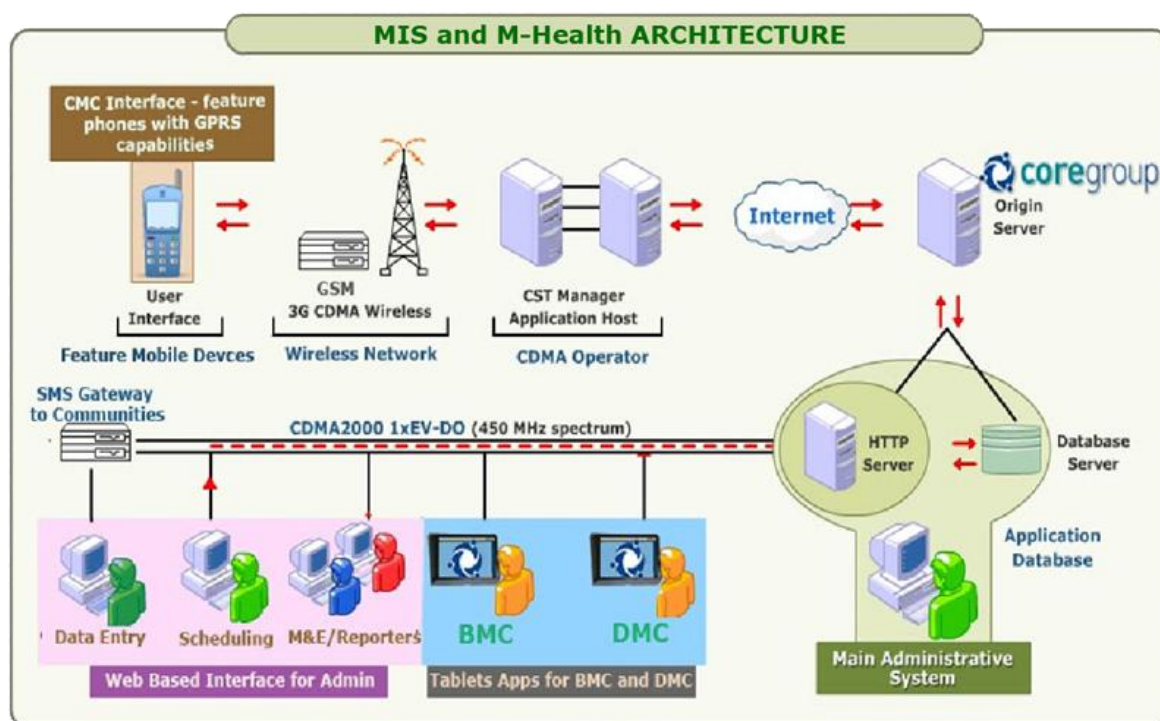 MIS and M-Health ARCHITECTURE
CMC Interface - feature
phones with GPRS
capabilities
coregroup
Internet
Origin
Server
User
Interface
GSM
3G CDMA Wireless
CST Manager
Application Host
Feature Mobile Devces
Wireless Network
CDMA Operator
SMS Gateway
to Communities
CDMA2000 1xEV-DO (450 MHz spectrum)
HTTP
Server
Database
Server
Application
Database
Data Entry
Scheduling
M&E/Reporters
BMC
DMC
Web Based Interface for Admin
Tablets Apps for BMC and DMC
Main Administrative
System